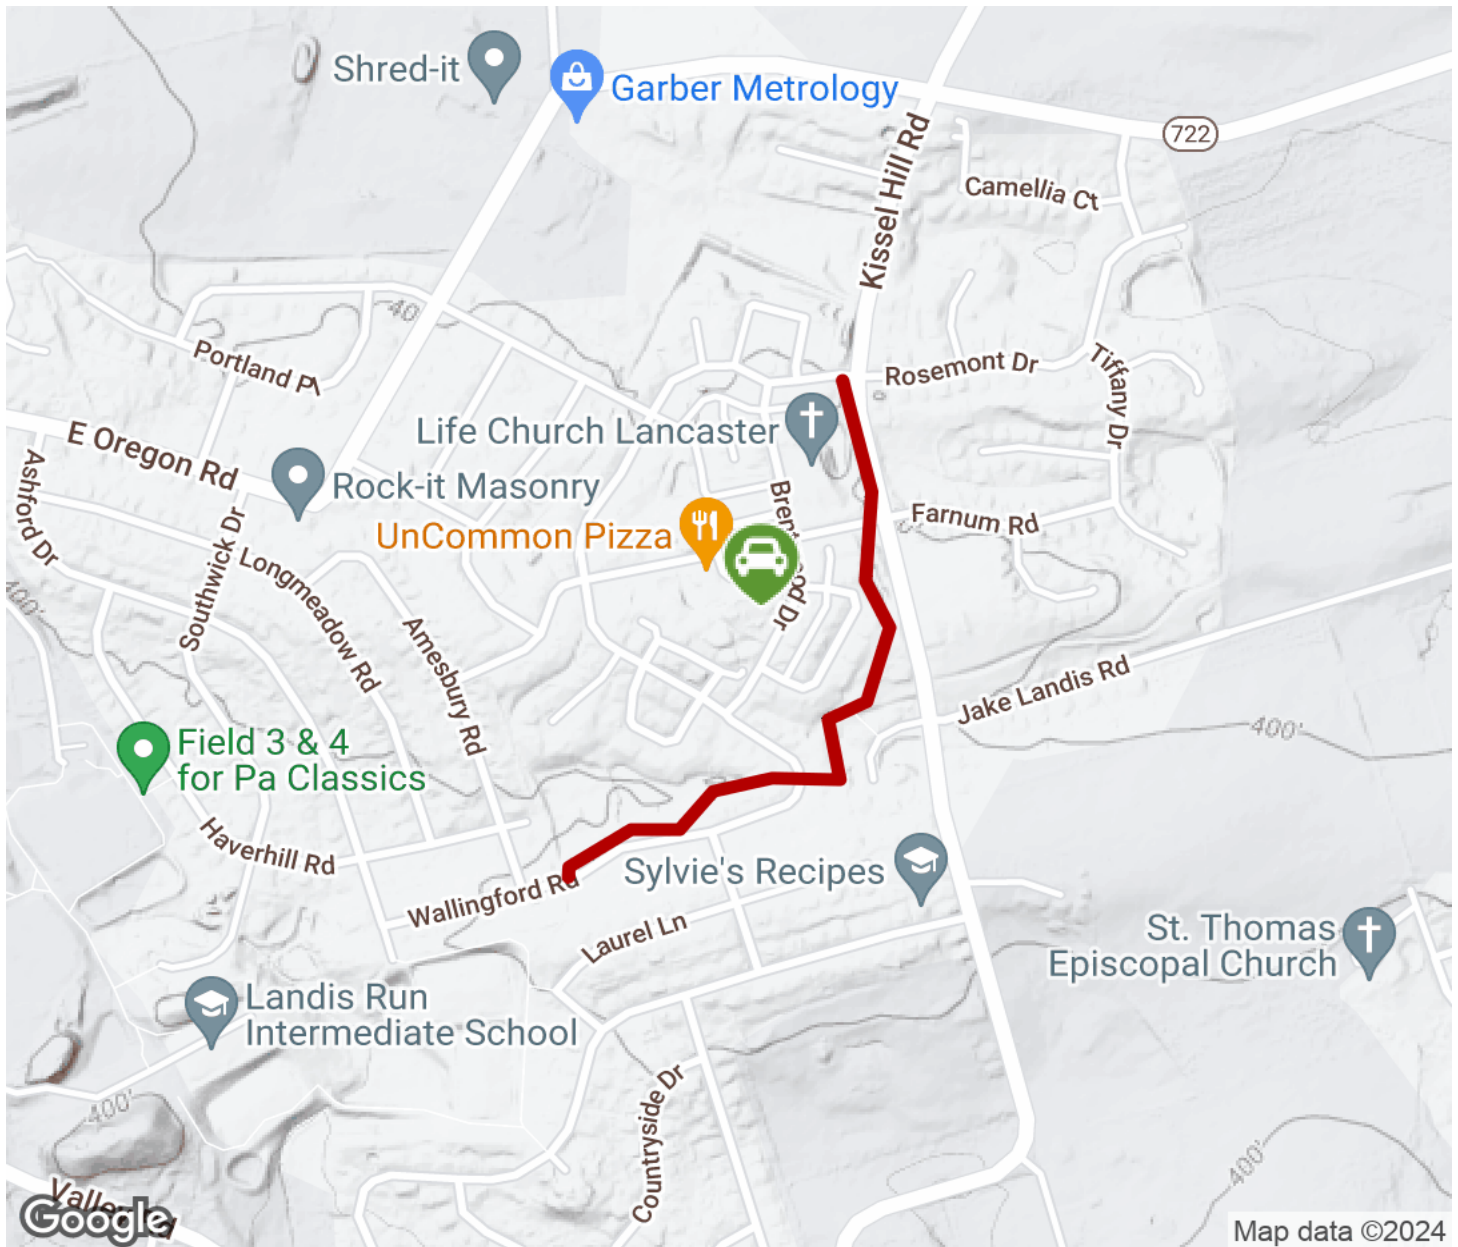 Shred-it
Garber Metrology
722
Kissel Hill Rd
Camellia Ct
40
Portland Pl
Rosemont Dr
Tiffany Dr
Life Church Lancaster
E Oregon Rd
Ashford Dr
Rock-it Masonry
Farnum Rd
UnCommon Pizza
Southwick Dr
Longmeadow Rd
400'
Amesbury Rd
Jake Landis Rd
400'
Field 3 & 4
for Pa Classics
Haverhill Rd
Sylvie's Recipes
Wallingford Rd
Laurel Ln
St. Thomas
Episcopal Church
Landis Run
Intermediate School
400'
Countryside Dr
400'
Google
Map data ©2024